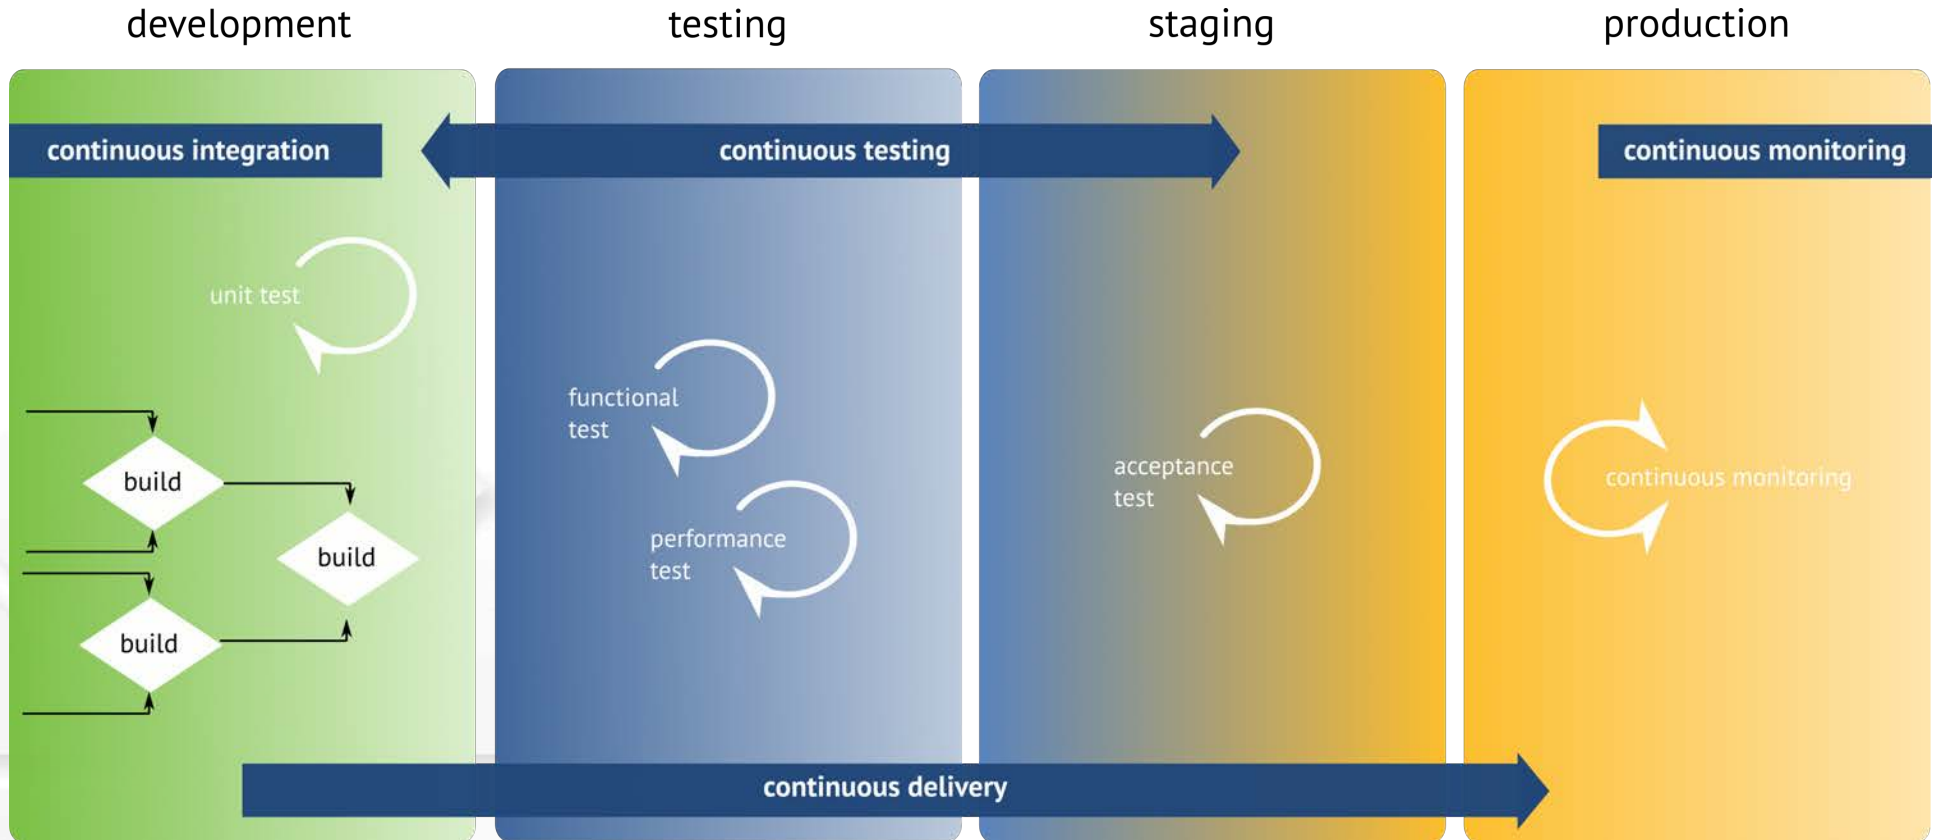 development
testing
staging
production
continuous integration
continuous testing
continuous monitoring
unit test
functional
test
performance
test
acceptance
test
continuous monitoring
build
build
build
continuous delivery